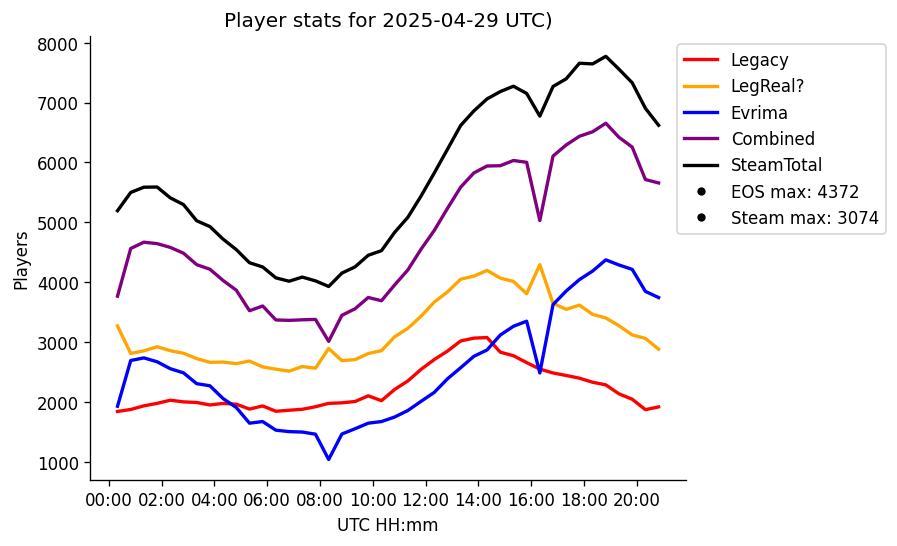 Player stats for 2025-04-29 UTC)
Players
8000
7000
6000
5000
4000
3000
2000
1000
00:00 02:00 04:00 06:00 08:00 10:00 12:00 14:00 16:00 18:00 20:00
UTC HH:mm
Legacy
LegReal?
Evrima
Combined
SteamTotal
EOS max: 4372
Steam max: 3074